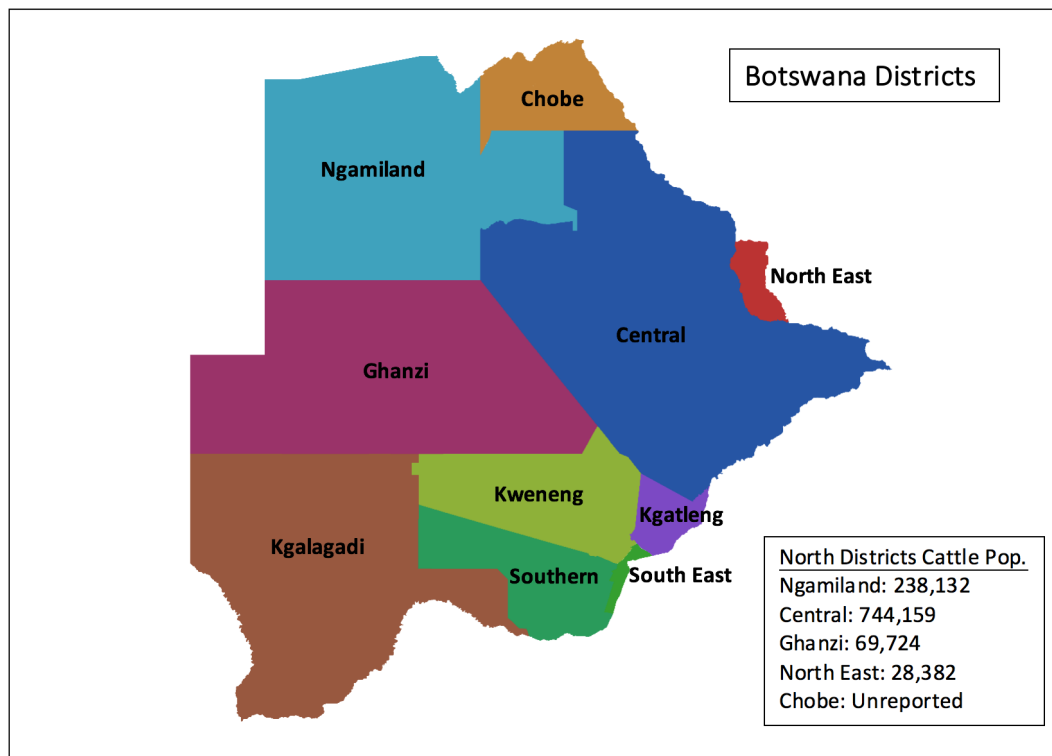 Botswana Districts
Chobe
Ngamiland
North East
Central
Ghanzi
Kweneng
Kgatleng
Kgalagadi
Southern
South East
North Districts Cattle Pop.
Ngamiland: 238,132
Central: 744,159
Ghanzi: 69,724
North East: 28,382
Chobe: Unreported